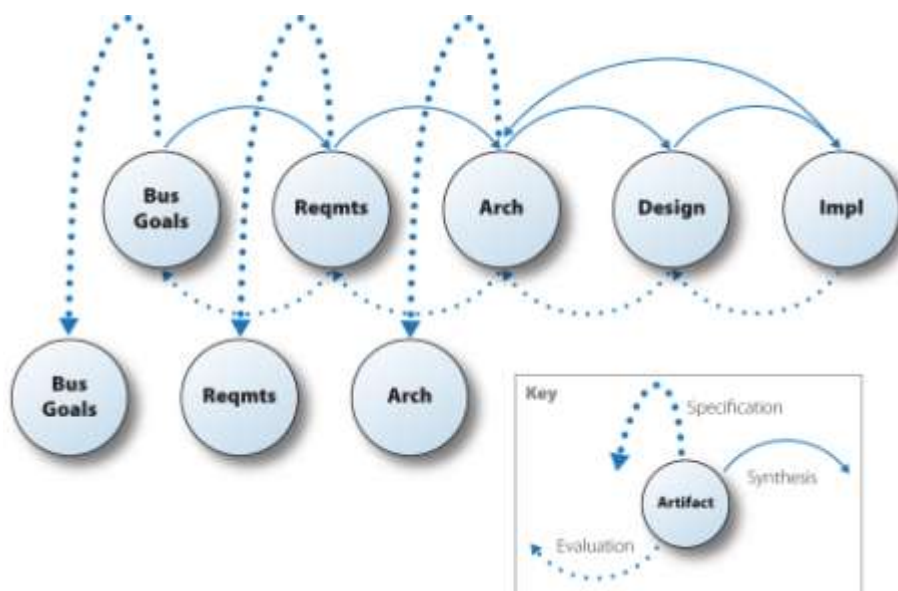 Bus
Goals
Reqmts
Arch
Design
Impl
Bus
Goals
Reqmts
Arch
Key
Specification
Synthesis
Artifact
Evaluation